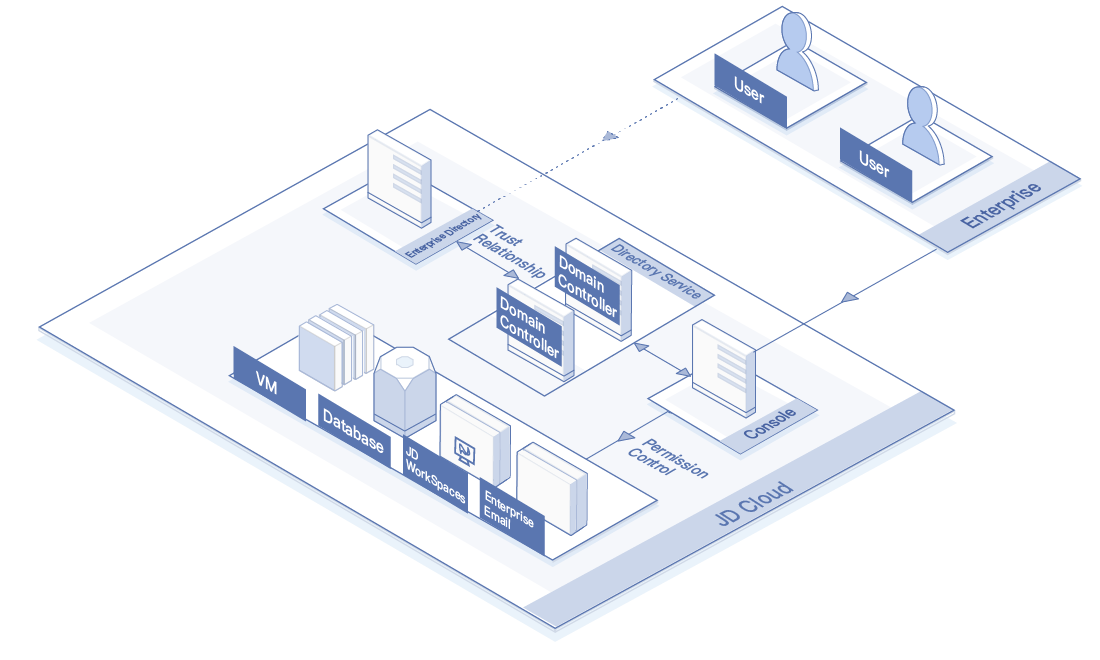 User
User
Enterprise
Enterprise Directory
Trust
Relationship
Directory Service
Domain
Controller
Domain
Controller
Console
Permission
Control
VM
Database
JD
WorkSpaces
Enterprise
Email
JD Cloud